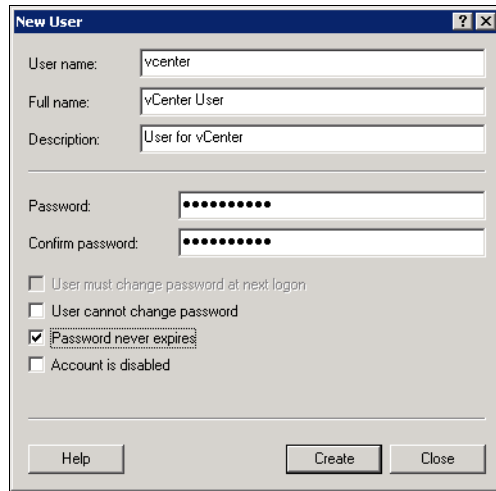 New User
User name: vcenter
Full name: vCenter User
Description: User for vCenter
Password: ●●●●●●●●●●
Confirm password: ●●●●●●●●●●
User must change password at next logon
User cannot change password
Password never expires
Account is disabled
Help Create Close